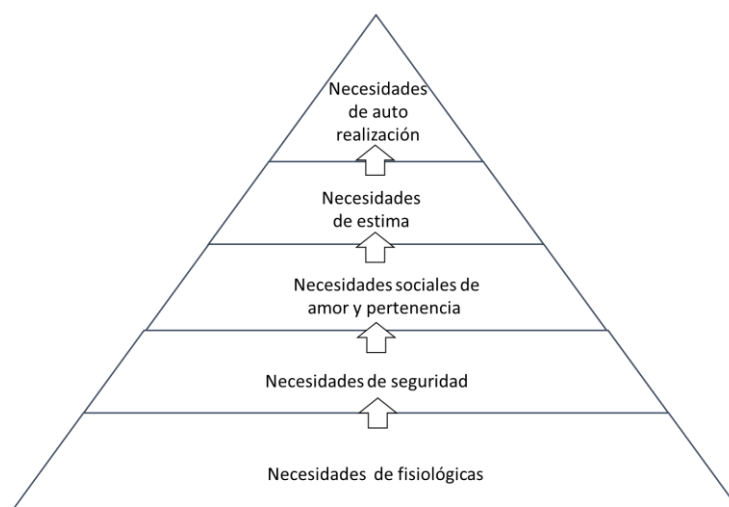 Necesidades
de auto
realización
Necesidades
de estima
Necesidades sociales de
amor y pertenencia
Necesidades de seguridad
Necesidades de fisiológicas